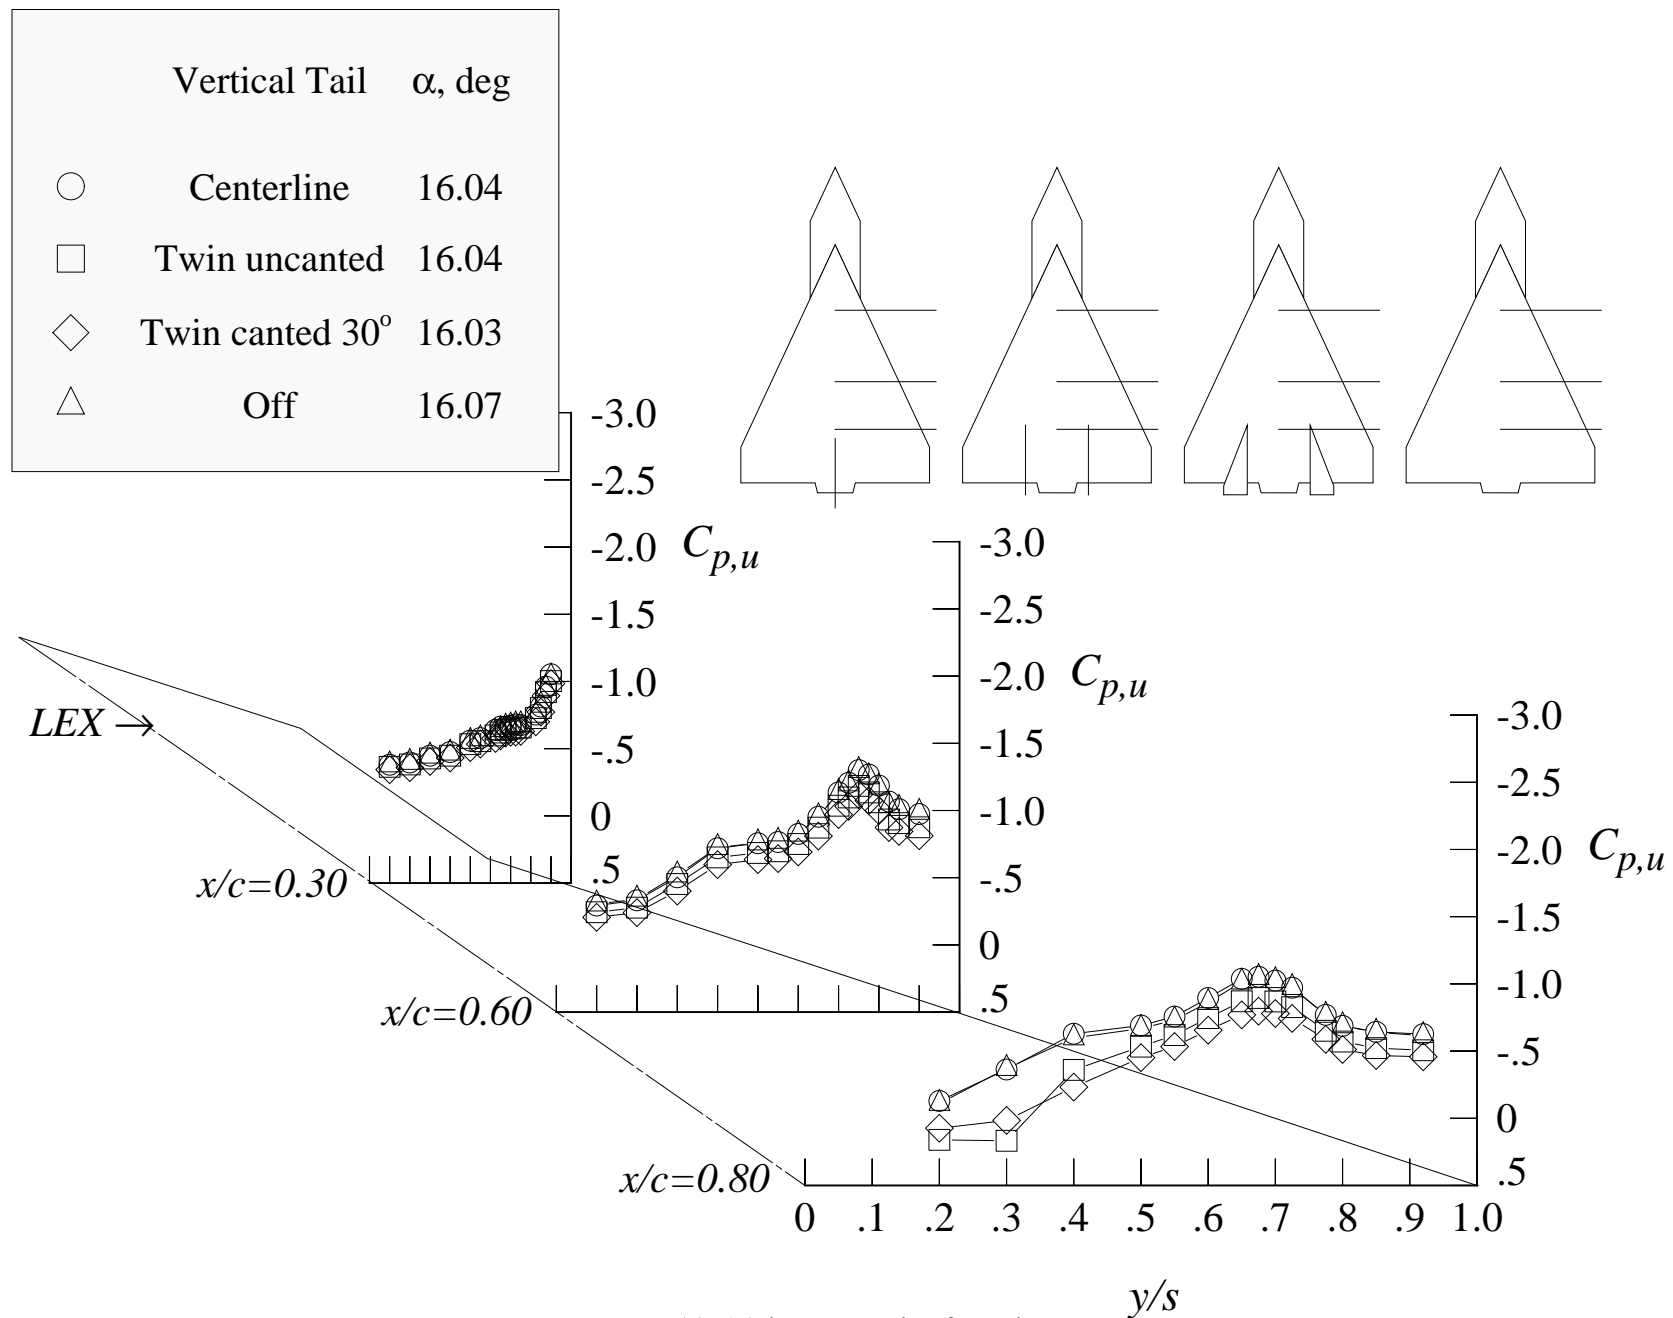 Vertical Tail α, deg
Centerline 16.04
Twin uncanted 16.04
Twin canted 30° 16.03
Off 16.07
-3.0
-2.5
-2.0
-1.5
-1.0
-.5
0
.5
C p,u
LEX →
x/c=0.30
-3.0
-2.5
-2.0
-1.5
-1.0
-.5
0
.5
C p,u
x/c=0.60
-3.0
-2.5
-2.0
-1.5
-1.0
-.5
0
.5
C p,u
x/c=0.80
0 .1 .2 .3 .4 .5 .6 .7 .8 .9 1.0
y/s